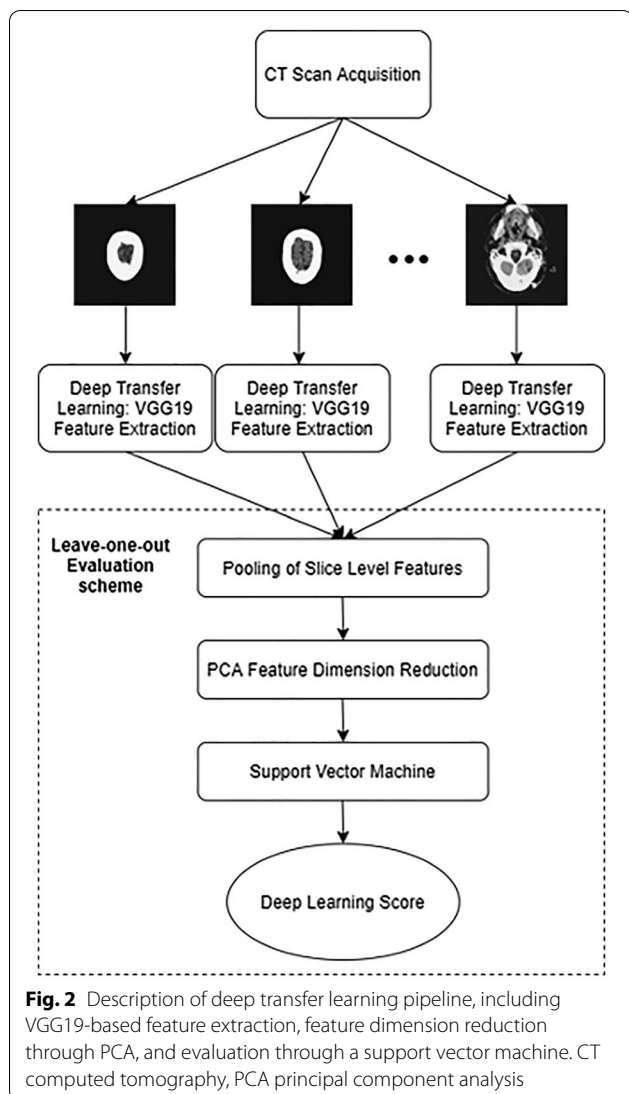 CT Scan Acquisition
Deep Transfer
Learning: VGG19
Feature Extraction
Deep Transfer
Learning: VGG19
Feature Extraction
Deep Transfer
Learning: VGG19
Feature Extraction
Leave-one-out
Evaluation
scheme
Pooling of Slice Level Features
PCA Feature Dimension Reduction
Support Vector Machine
Deep Learning Score
Fig. 2 Description of deep transfer learning pipeline, including
VGG19-based feature extraction, feature dimension reduction
through PCA, and evaluation through a support vector machine. CT
computed tomography, PCA principal component analysis